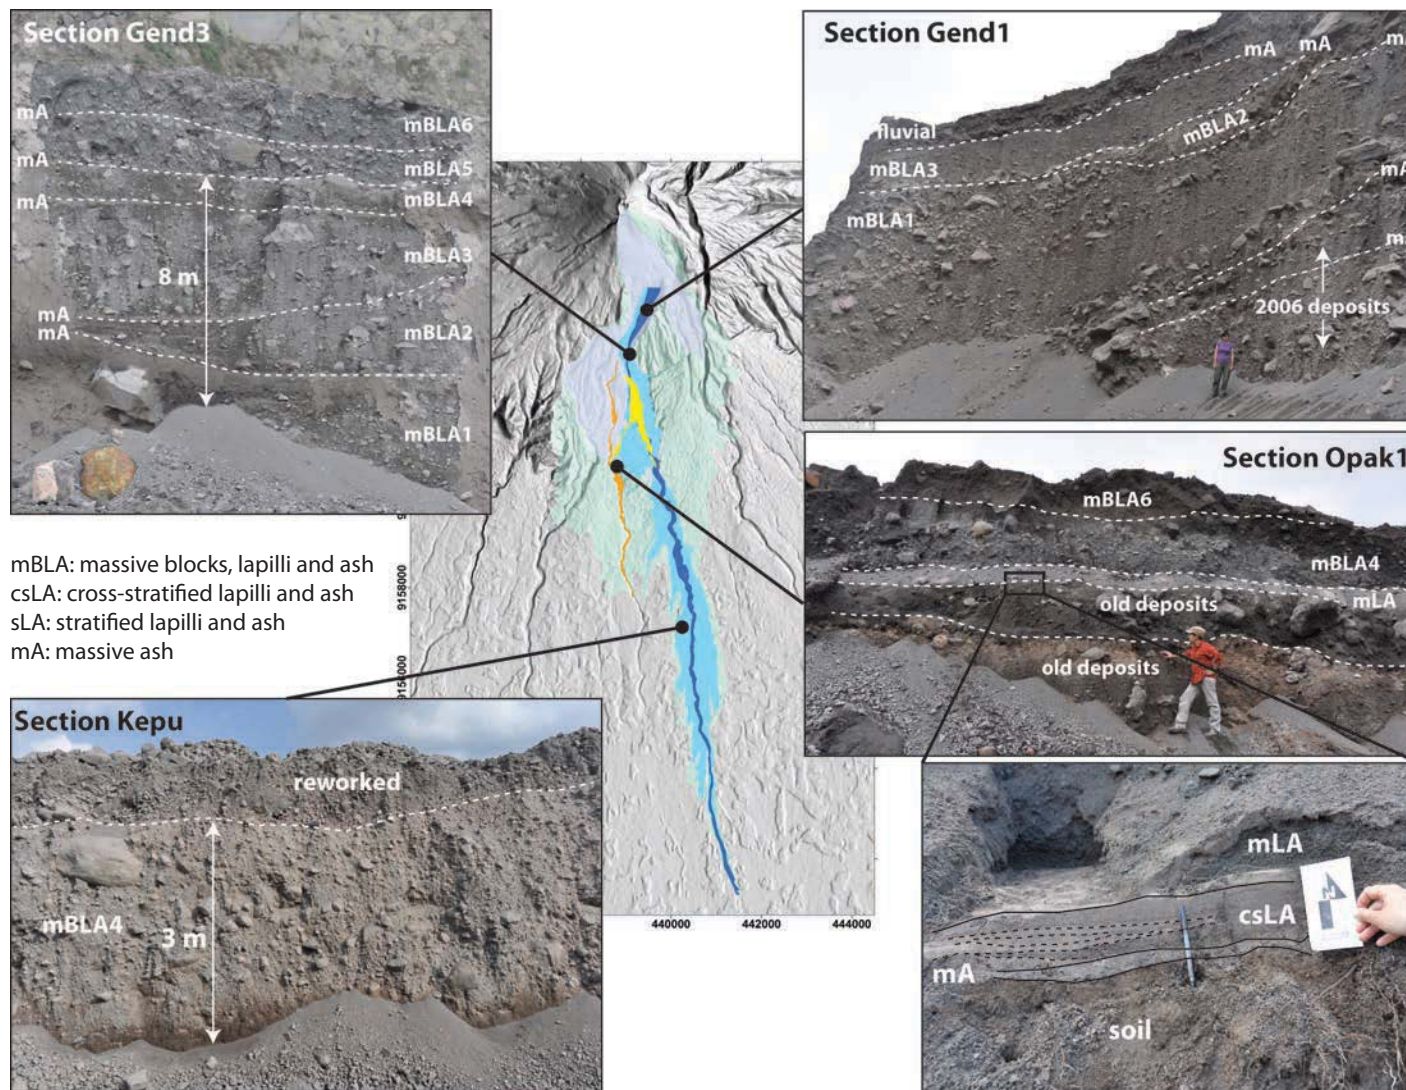 Section Gend3
mA
mBLA6
mA
mBLA5
mBLA4
mA
mBLA3
8 m
mA
mA
mBLA2
mBLA1
Section Gend1
mA
mA
fluvial
mBLA2
mBLA3
mBLA1
2006 deposits
mBLA: massive blocks, lapilli and ash
csLA: cross-stratified lapilli and ash
sLA: stratified lapilli and ash
mA: massive ash
9158000
440000
442000
444000
Section Opak1
mBLA6
mBLA4
mLA
old deposits
old deposits
Section Kepu
reworked
mBLA4
3 m
mLA
csLA
mA
soil